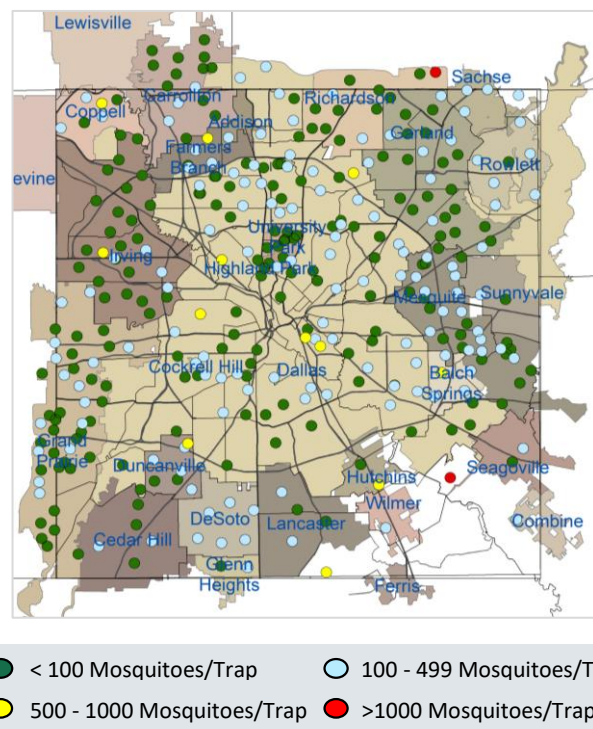 Lewisville
Sachse
Carrollton
Richardson
Coppell
Addison
Garland
Farmers
Branch
Rowlett
evine
University
Park
Irving
Highland Park
Mesquite
Sunnyvale
Cockrell Hill
Dallas
Balch
Springs
Grand
Prairie
Duncanville
Hutchins
Seagoville
Wilmer
DeSoto
Lancaster
Combine
Cedar Hill
Glenn
Heights
Ferris
< 100 Mosquitoes/Trap
100 - 499 Mosquitoes/T
500 - 1000 Mosquitoes/Trap
>1000 Mosquitoes/Trap